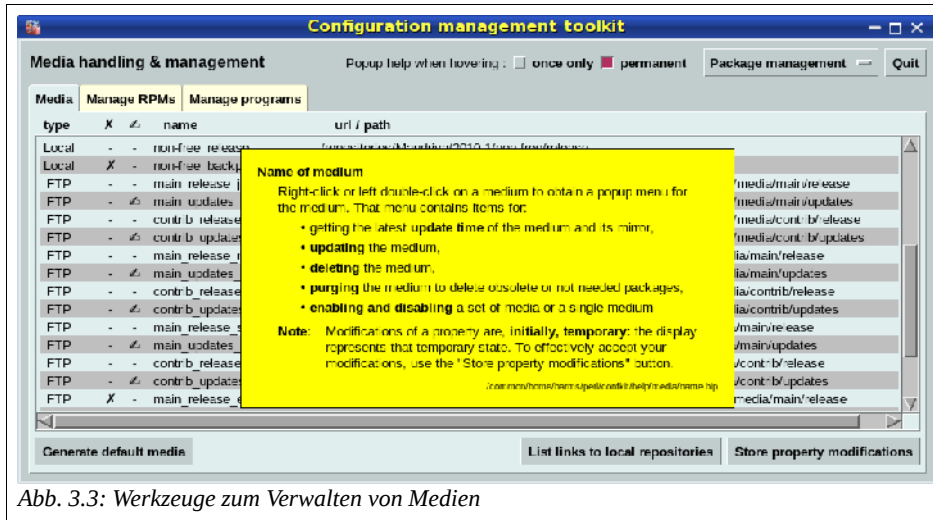 Configuration management toolkit
Media handling & management Popup help when hovering : once only permanent Package management Quit
Media Manage RPMs Manage programs
type ✗ ✍ name url / path
Local - - non-free_release
Local ✗ - non-free_backp
FTP - - main_release_j /media/main/release
FTP - ✍ main_updates_ /media/main/updates
FTP - - contrib_release /media/contrib/release
FTP - ✍ contrib_updates /media/contrib/updates
FTP - - main_release_r lia/main/release
FTP - ✍ main_updates_ lia/main/updates
FTP - - contrib_release lia/contrib/release
FTP - ✍ contrib_updates lia/contrib/updates
FTP - - main_release_s /main/release
FTP - ✍ main_updates_ /main/updates
FTP - - contrib_release /contrib/release
FTP - ✍ contrib_updates /contrib/updates
FTP ✗ - main_release_e media/main/release
Name of medium
Right-click or left double-click on a medium to obtain a popup menu for
the medium. That menu contains items for:
• getting the latest update time of the medium and its mirror,
• updating the medium,
• deleting the medium,
• purging the medium to delete obsolete or not needed packages,
• enabling and disabling a set of media or a single medium
Note: Modifications of a property are, initially, temporary: the display
represents that temporary state. To effectively accept your
modifications, use the "Store property modifications" button.
Generate default media List links to local repositories Store property modifications
Abb. 3.3: Werkzeuge zum Verwalten von Medien